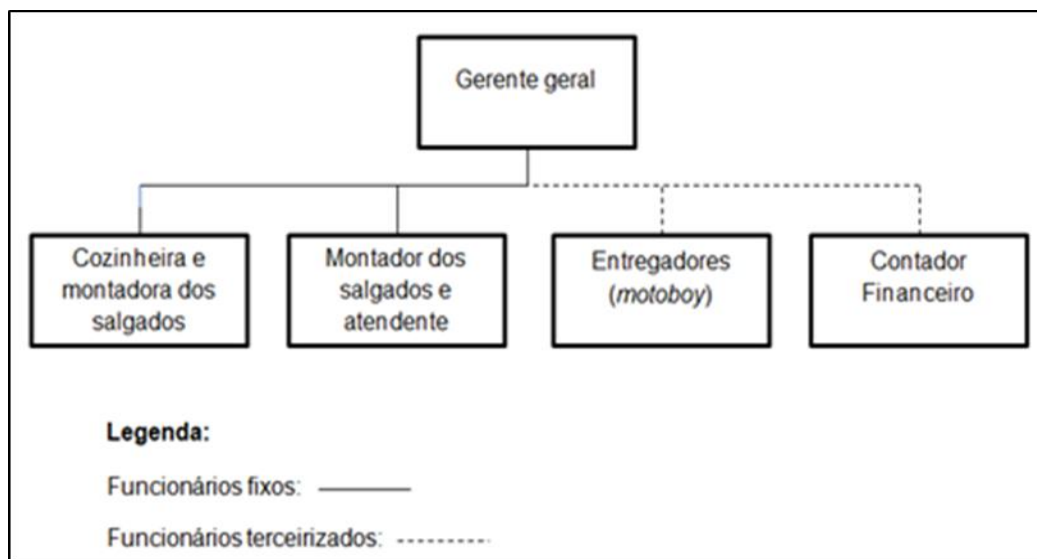 Gerente geral
Cozinheira e
montadora dos
salgados
Montador dos
salgados e
atendente
Entregadores
(motoboy)
Contador
Financeiro
Legenda:
Funcionários fixos:
Funcionários terceirizados: